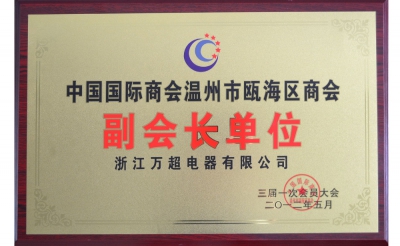 中国国际商会温州市瓯海区商会
副会长单位
浙江万超电器有限公司
三届一次会员大会
二〇一二年五月